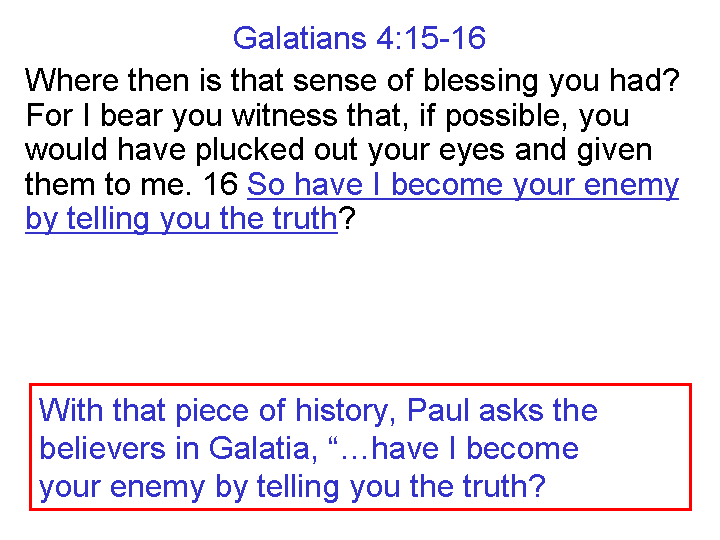 Galatians 4:15-16
Where then is that sense of blessing you had?
For I bear you witness that, if possible, you
would have plucked out your eyes and given
them to me. 16 So have I become your enemy
by telling you the truth?
With that piece of history, Paul asks the
believers in Galatia, “…have I become
your enemy by telling you the truth?